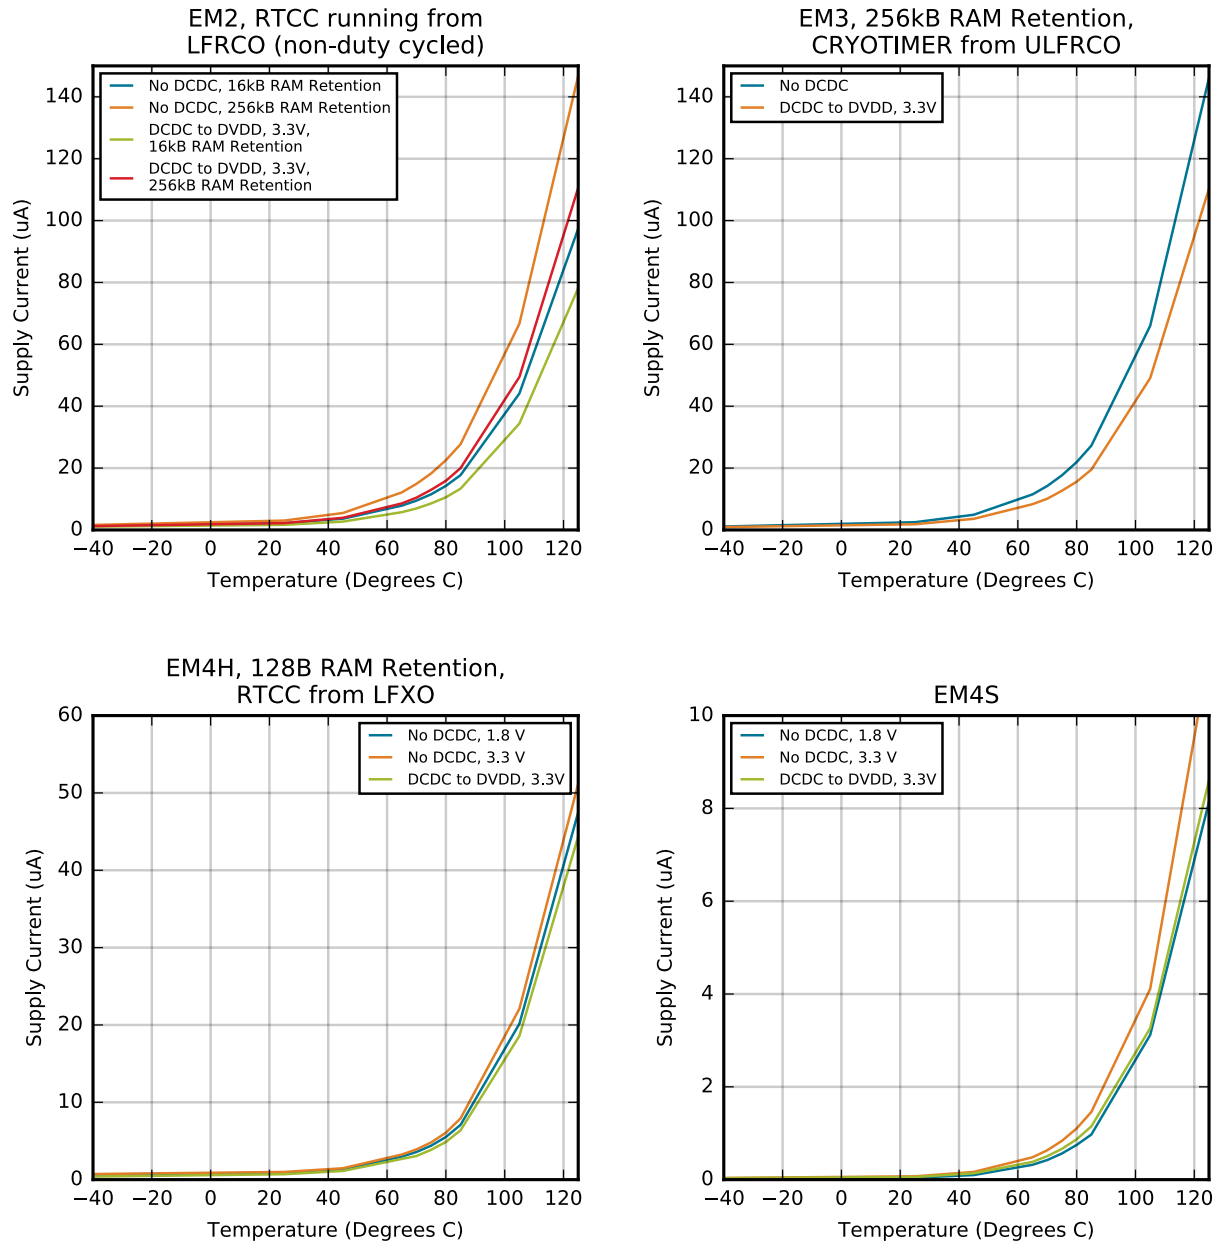 EM2, RTCC running from
LFRCO (non-duty cycled)
No DCDC, 16kB RAM Retention
No DCDC, 256kB RAM Retention
DCDC to DVDD, 3.3V,
16kB RAM Retention
DCDC to DVDD, 3.3V,
256kB RAM Retention
140
120
100
80
60
40
20
0
Supply Current (uA)
−40 −20 0 20 40 60 80 100 120
Temperature (Degrees C)
EM3, 256kB RAM Retention,
CRYOTIMER from ULFRCO
No DCDC
DCDC to DVDD, 3.3V
140
120
100
80
60
40
20
0
Supply Current (uA)
−40 −20 0 20 40 60 80 100 120
Temperature (Degrees C)
EM4H, 128B RAM Retention,
RTCC from LFXO
No DCDC, 1.8 V
No DCDC, 3.3 V
DCDC to DVDD, 3.3V
60
50
40
30
20
10
0
Supply Current (uA)
−40 −20 0 20 40 60 80 100 120
Temperature (Degrees C)
EM4S
No DCDC, 1.8 V
No DCDC, 3.3 V
DCDC to DVDD, 3.3V
10
8
6
4
2
0
Supply Current (uA)
−40 −20 0 20 40 60 80 100 120
Temperature (Degrees C)